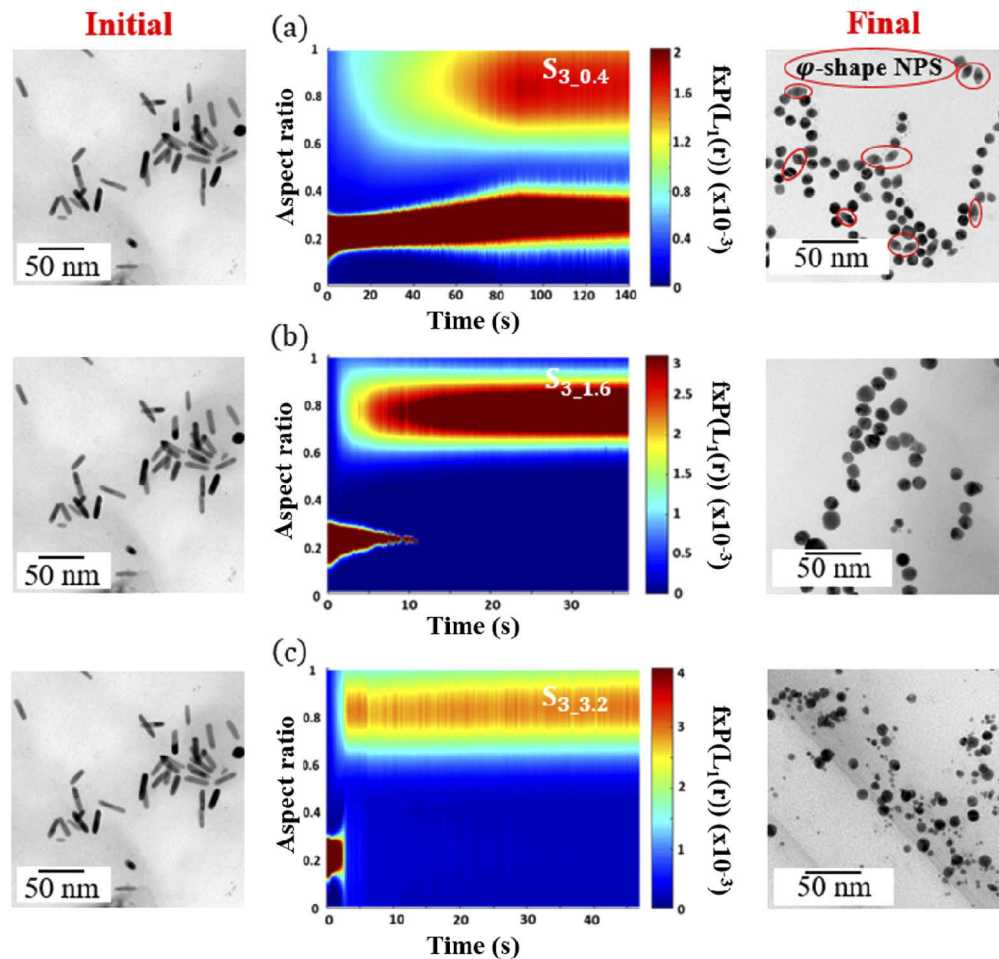 Initial
(a)
Final
50 nm
Aspect ratio
1
0.8
0.6
0.4
0.2
0
S3_0.4
0 20 40 60 80 100 120 140
Time (s)
2
1.6
1.2
0.8
0.4
0
fxP(L1(r)) (x10-3)
φ-shape NPS
50 nm
(b)
50 nm
Aspect ratio
1
0.8
0.6
0.4
0.2
0
S3_1.6
0 10 20 30
Time (s)
3
2.5
2
1.5
1
0.5
0
fxP(L1(r)) (x10-3)
50 nm
(c)
50 nm
Aspect ratio
1
0.8
0.6
0.4
0.2
0
S3_3.2
0 10 20 30 40
Time (s)
4
3
2
1
0
fxP(L1(r)) (x10-3)
50 nm